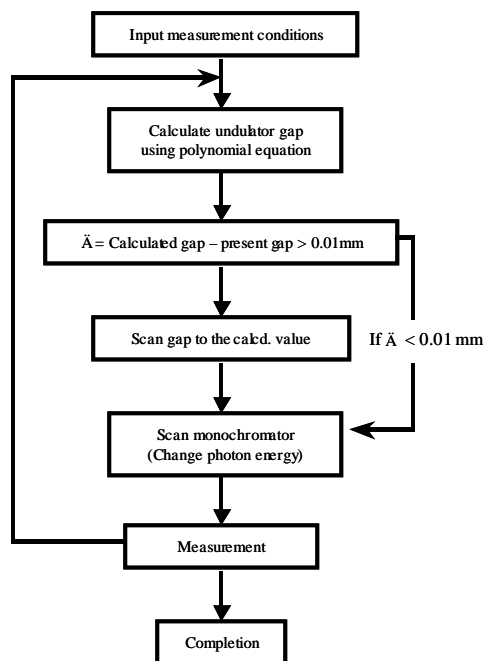 Input measurement conditions
Calculate undulator gap
using polynomial equation
Ä = Calculated gap – present gap > 0.01mm
Scan gap to the calcd. value
If Ä < 0.01 mm
Scan monochromator
(Change photon energy)
Measurement
Completion